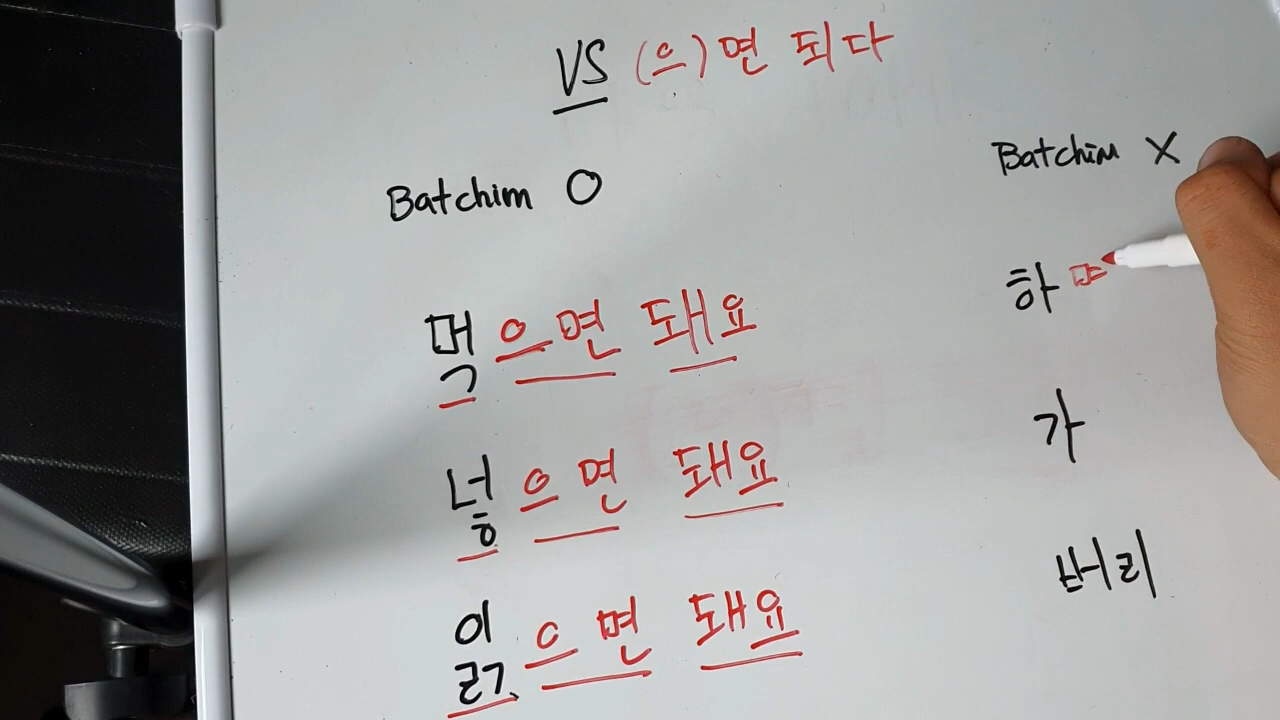 VS (으)면 되다
Batchim O
Batchim X
먹으면 돼요
하
넣으면 돼요
가
읽으면 돼요
버리